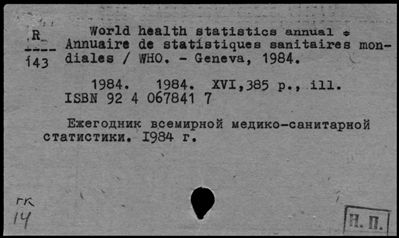 R
143
World health statistics annual *
Annuaire de statistiques sanitaires mon-
diales / WHO. - Geneva, 1984.
1984. 1984. XVI,385 p., ill.
ISBN 92 4 067841 7
Ежегодник всемирной медико-санитарной
статистики. 1984 г.
гк
14
Н. П.